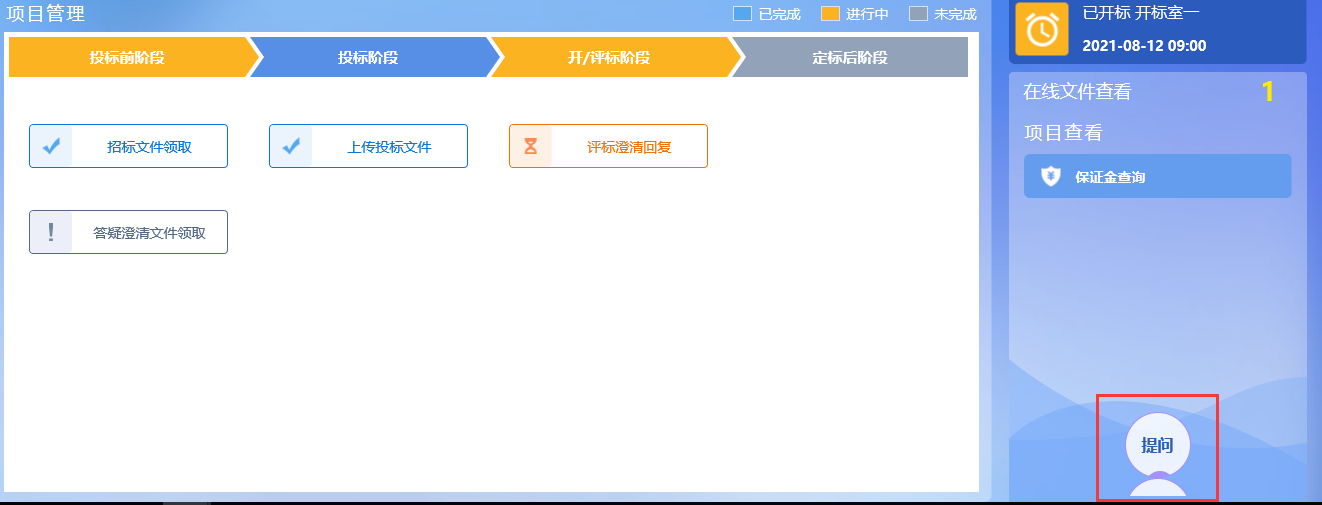 项目管理
已完成 进行中 未完成
投标前阶段 投标阶段 开/评标阶段 定标后阶段
招标文件领取 上传投标文件 评标澄清回复
答疑澄清文件领取
已开标 开标室一
2021-08-12 09:00
在线文件查看 1
项目查看
保证金查询
提问